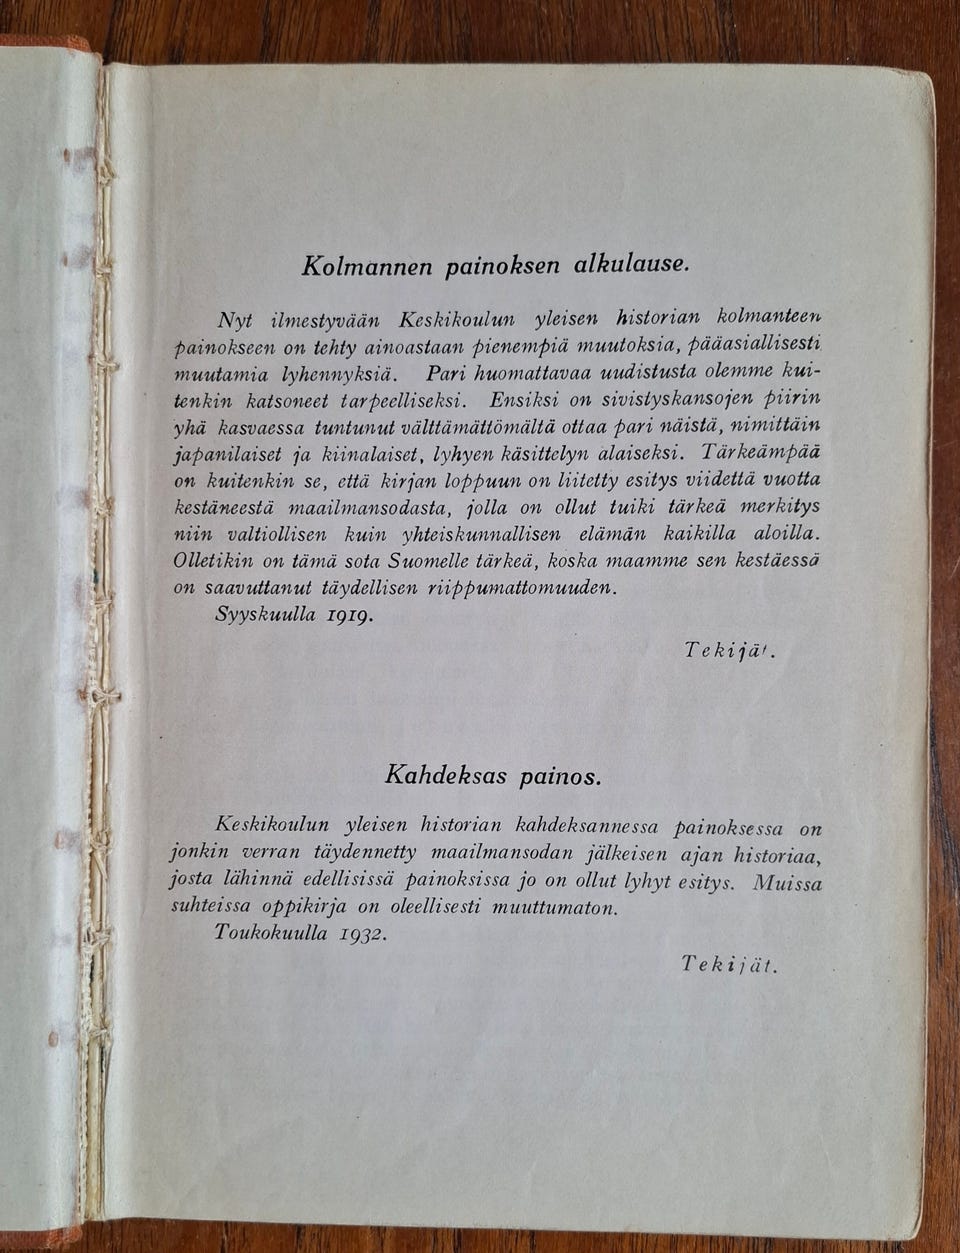 Kolmannen painoksen alkulause.
Nyt ilmestyvään Keskikoulun yleisen historian kolmanteen
painokseen on tehty ainoastaan pienempiä muutoksia, pääasiallisesti
muutamia lyhennyksiä. Pari huomattavaa uudistusta olemme kui-
tenkin katsoneet tarpeelliseksi. Ensiksi on sivistyskansojen piirin
yhä kasvaessa tuntunut välttämättömältä ottaa pari näistä, nimittäin
japanilaiset ja kiinalaiset, lyhyen käsittelyn alaiseksi. Tärkeämpää
on kuitenkin se, että kirjan loppuun on liitetty esitys viidettä vuotta
kestäneestä maailmansodasta, jolla on ollut tuiki tärkeä merkitys
niin valtiollisen kuin yhteiskunnallisen elämän kaikilla aloilla.
Olletikin on tämä sota Suomelle tärkeä, koska maamme sen kestäessä
on saavuttanut täydellisen riippumattomuuden.
Syyskuulla 1919.
Tekijät.
Kahdeksas painos.
Keskikoulun yleisen historian kahdeksannessa painoksessa on
jonkin verran täydennetty maailmansodan jälkeisen ajan historiaa,
josta lähinnä edellisissä painoksissa jo on ollut lyhyt esitys. Muissa
suhteissa oppikirja on oleellisesti muuttumaton.
Toukokuulla 1932.
Tekijät.